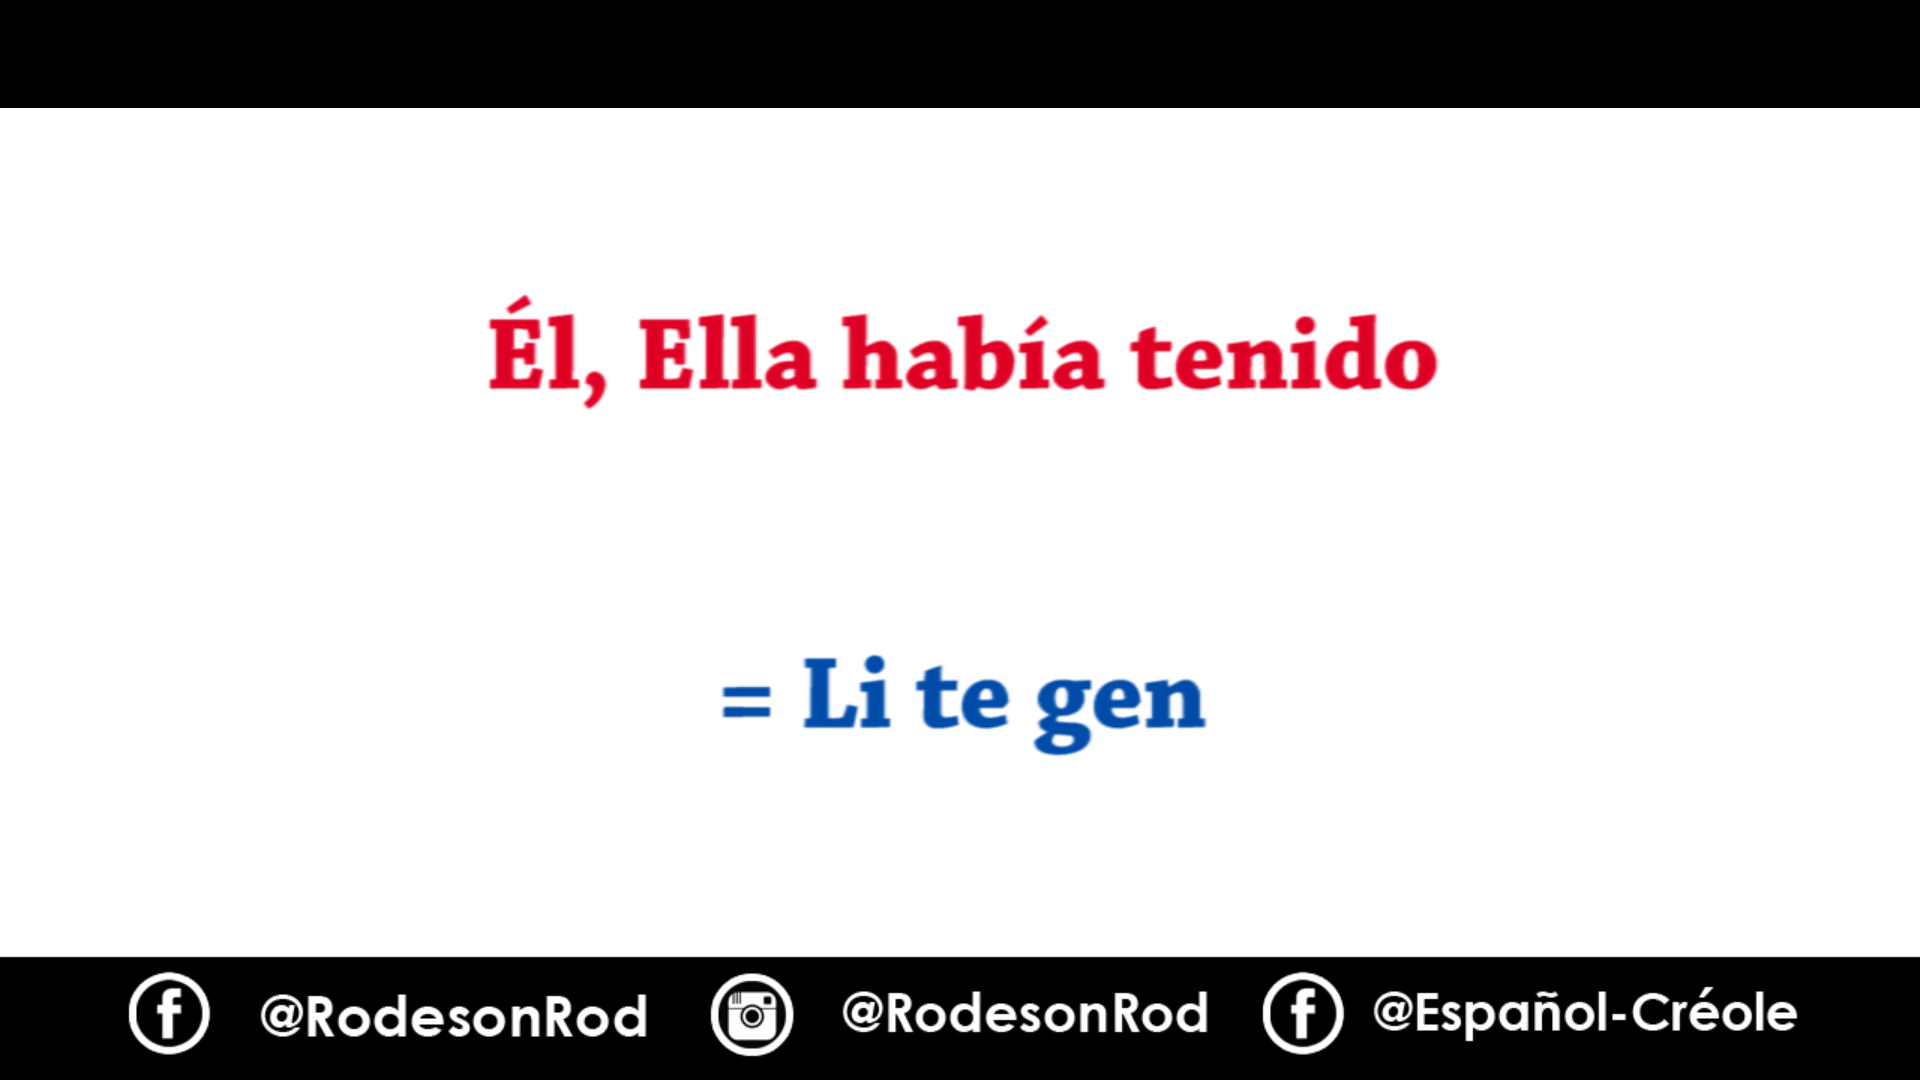 Él, Ella había tenido
= Li te gen
@RodesonRod @RodesonRod @Español-Créole